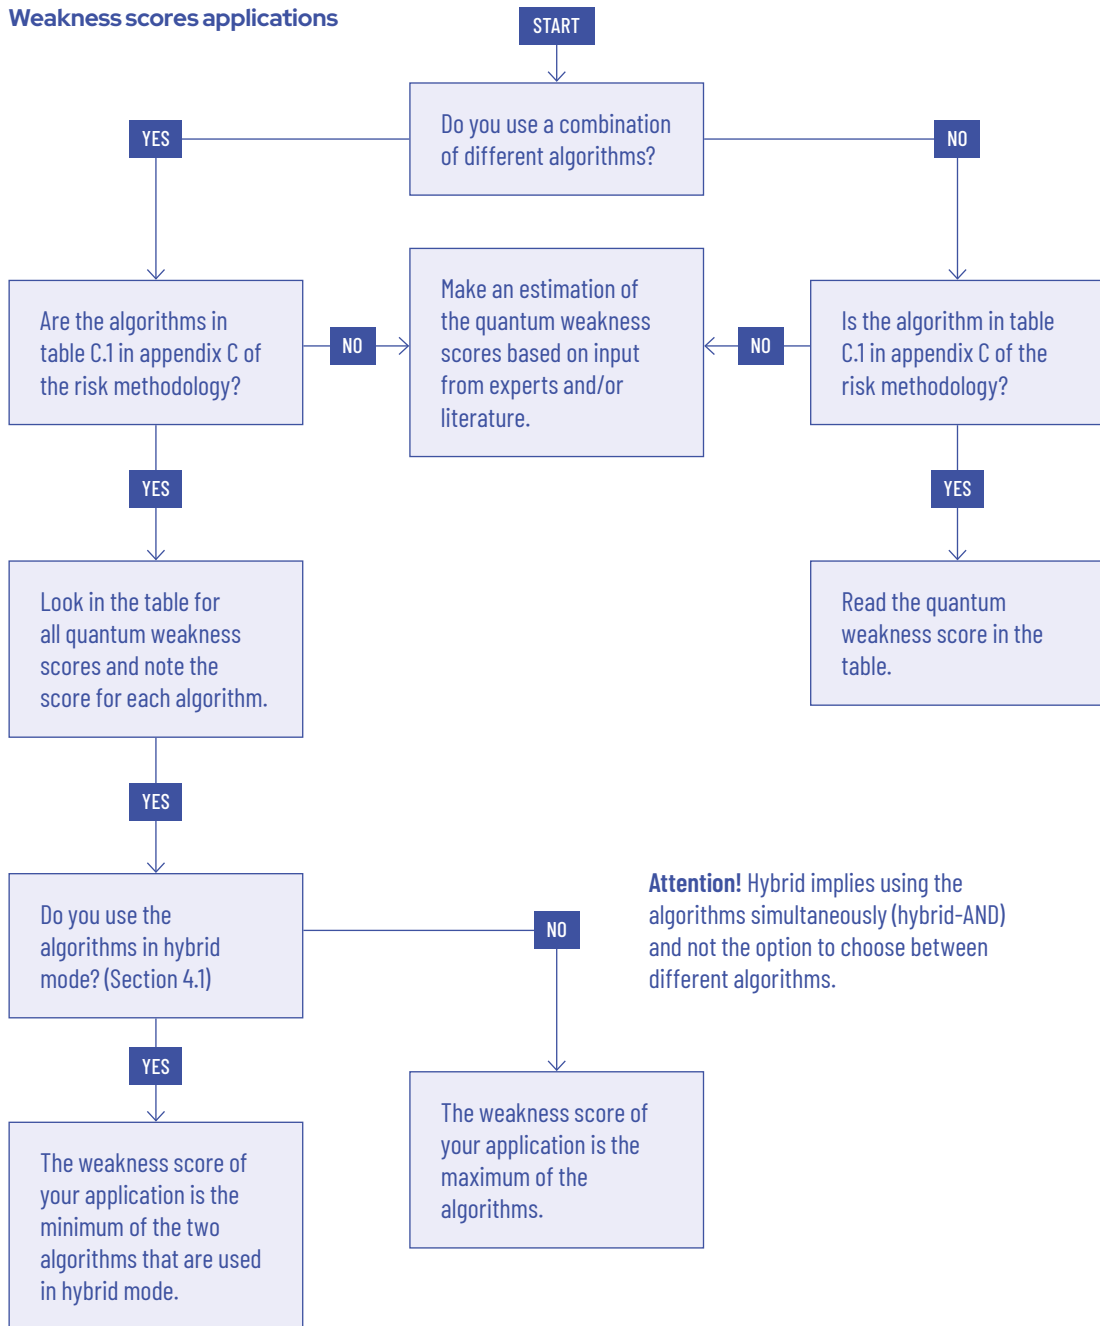 Weakness scores applications
START
Do you use a combination
of different algorithms?
YES
NO
Are the algorithms in
table C.1 in appendix C of
the risk methodology?
NO
Make an estimation of
the quantum weakness
scores based on input
from experts and/or
literature.
NO
Is the algorithm in table
C.1 in appendix C of the
risk methodology?
YES
YES
Look in the table for
all quantum weakness
scores and note the
score for each algorithm.
Read the quantum
weakness score in the
table.
YES
Do you use the
algorithms in hybrid
mode? (Section 4.1)
NO
Attention! Hybrid implies using the
algorithms simultaneously (hybrid-AND)
and not the option to choose between
different algorithms.
YES
The weakness score of
your application is the
minimum of the two
algorithms that are used
in hybrid mode.
The weakness score of
your application is the
maximum of the
algorithms.